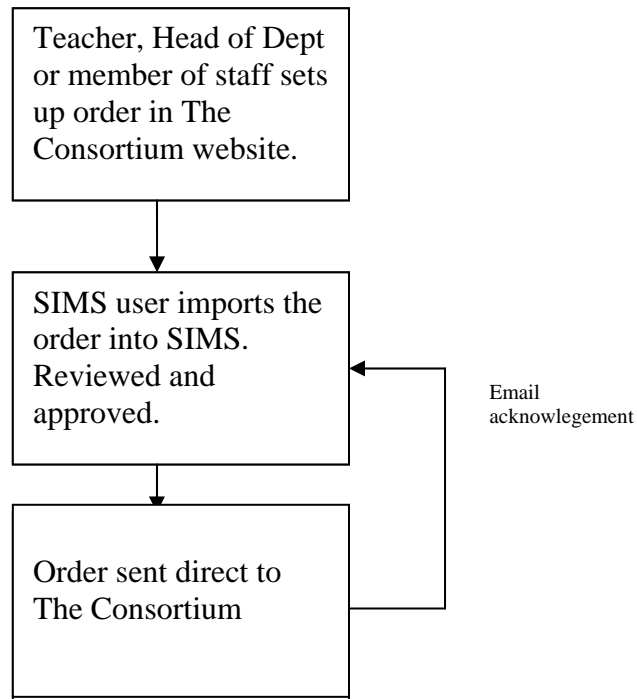 Teacher, Head of Dept
or member of staff sets
up order in The
Consortium website.
SIMS user imports the
order into SIMS.
Reviewed and
approved.
Email
acknowlegement
Order sent direct to
The Consortium